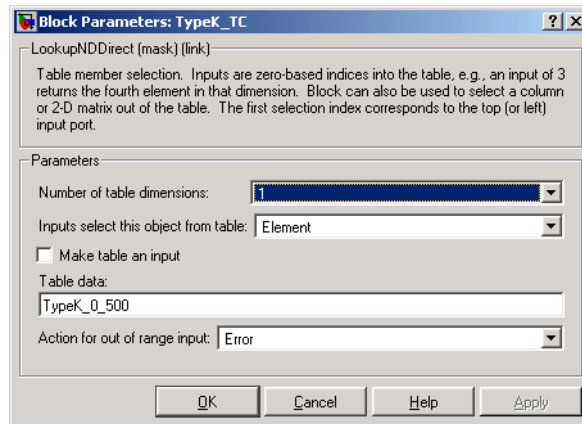 Block Parameters: TypeK_TC
LookupNDDirect (mask) (link)
Table member selection. Inputs are zero-based indices into the table, e.g., an input of 3
returns the fourth element in that dimension. Block can also be used to select a column
or 2-D matrix out of the table. The first selection index corresponds to the top (or left)
input port.
Parameters
Number of table dimensions: 1
Inputs select this object from table: Element
Make table an input
Table data:
TypeK_0_500
Action for out of range input: Error
OK Cancel Help Apply